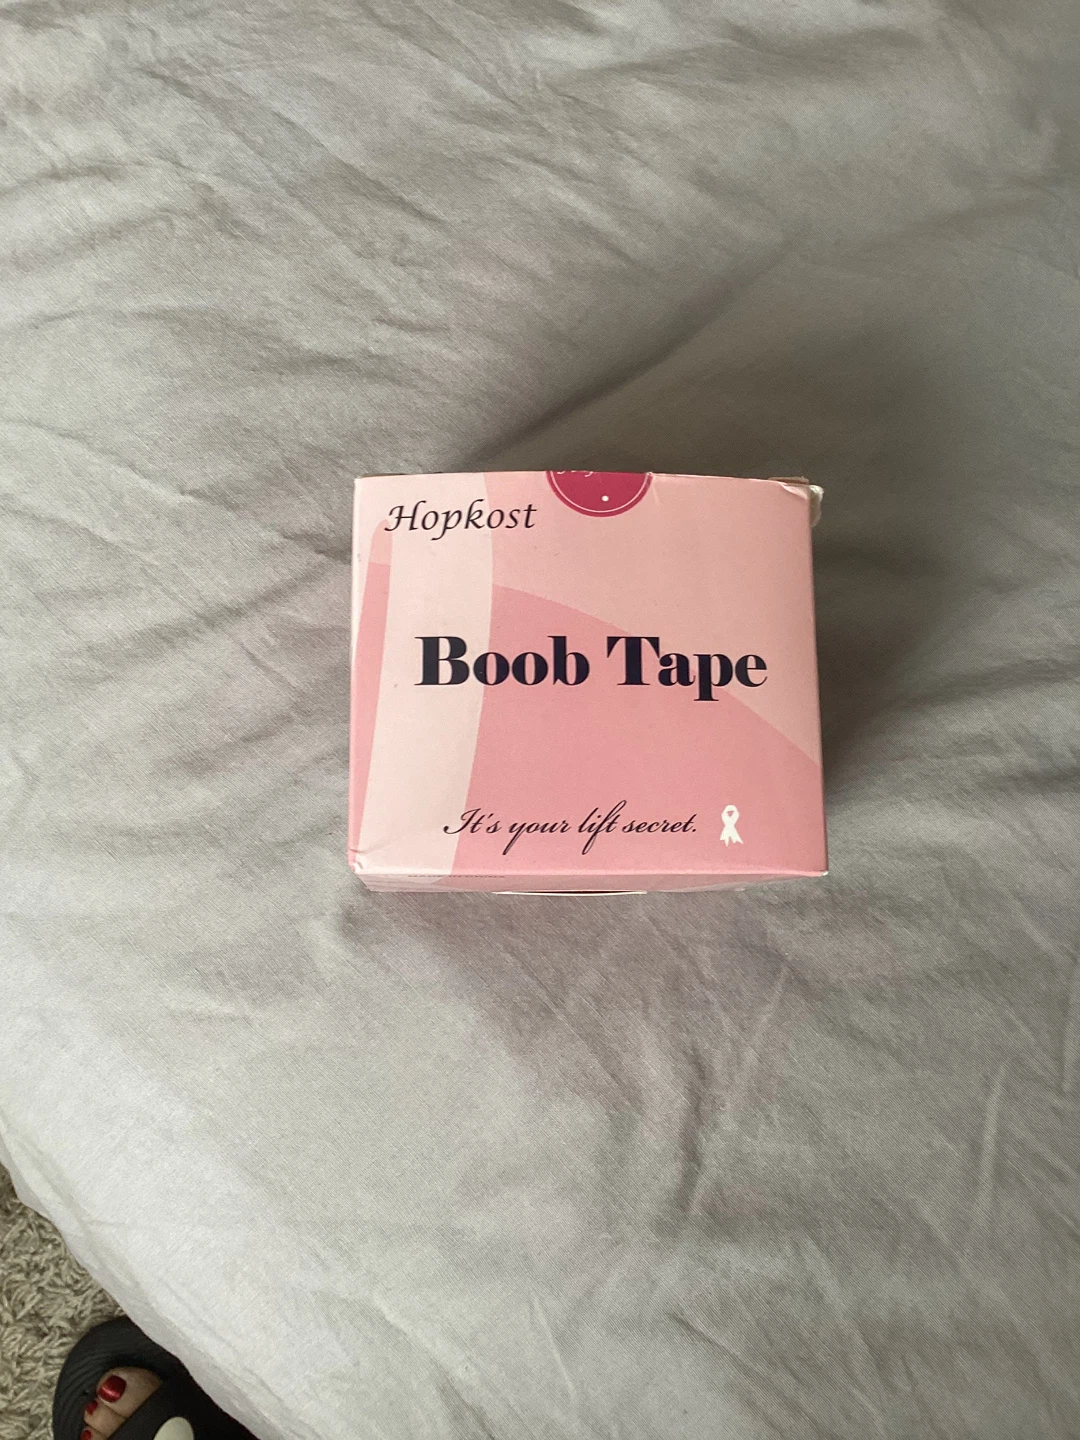 Hopkost
Boob Tape
It's your lift secret.